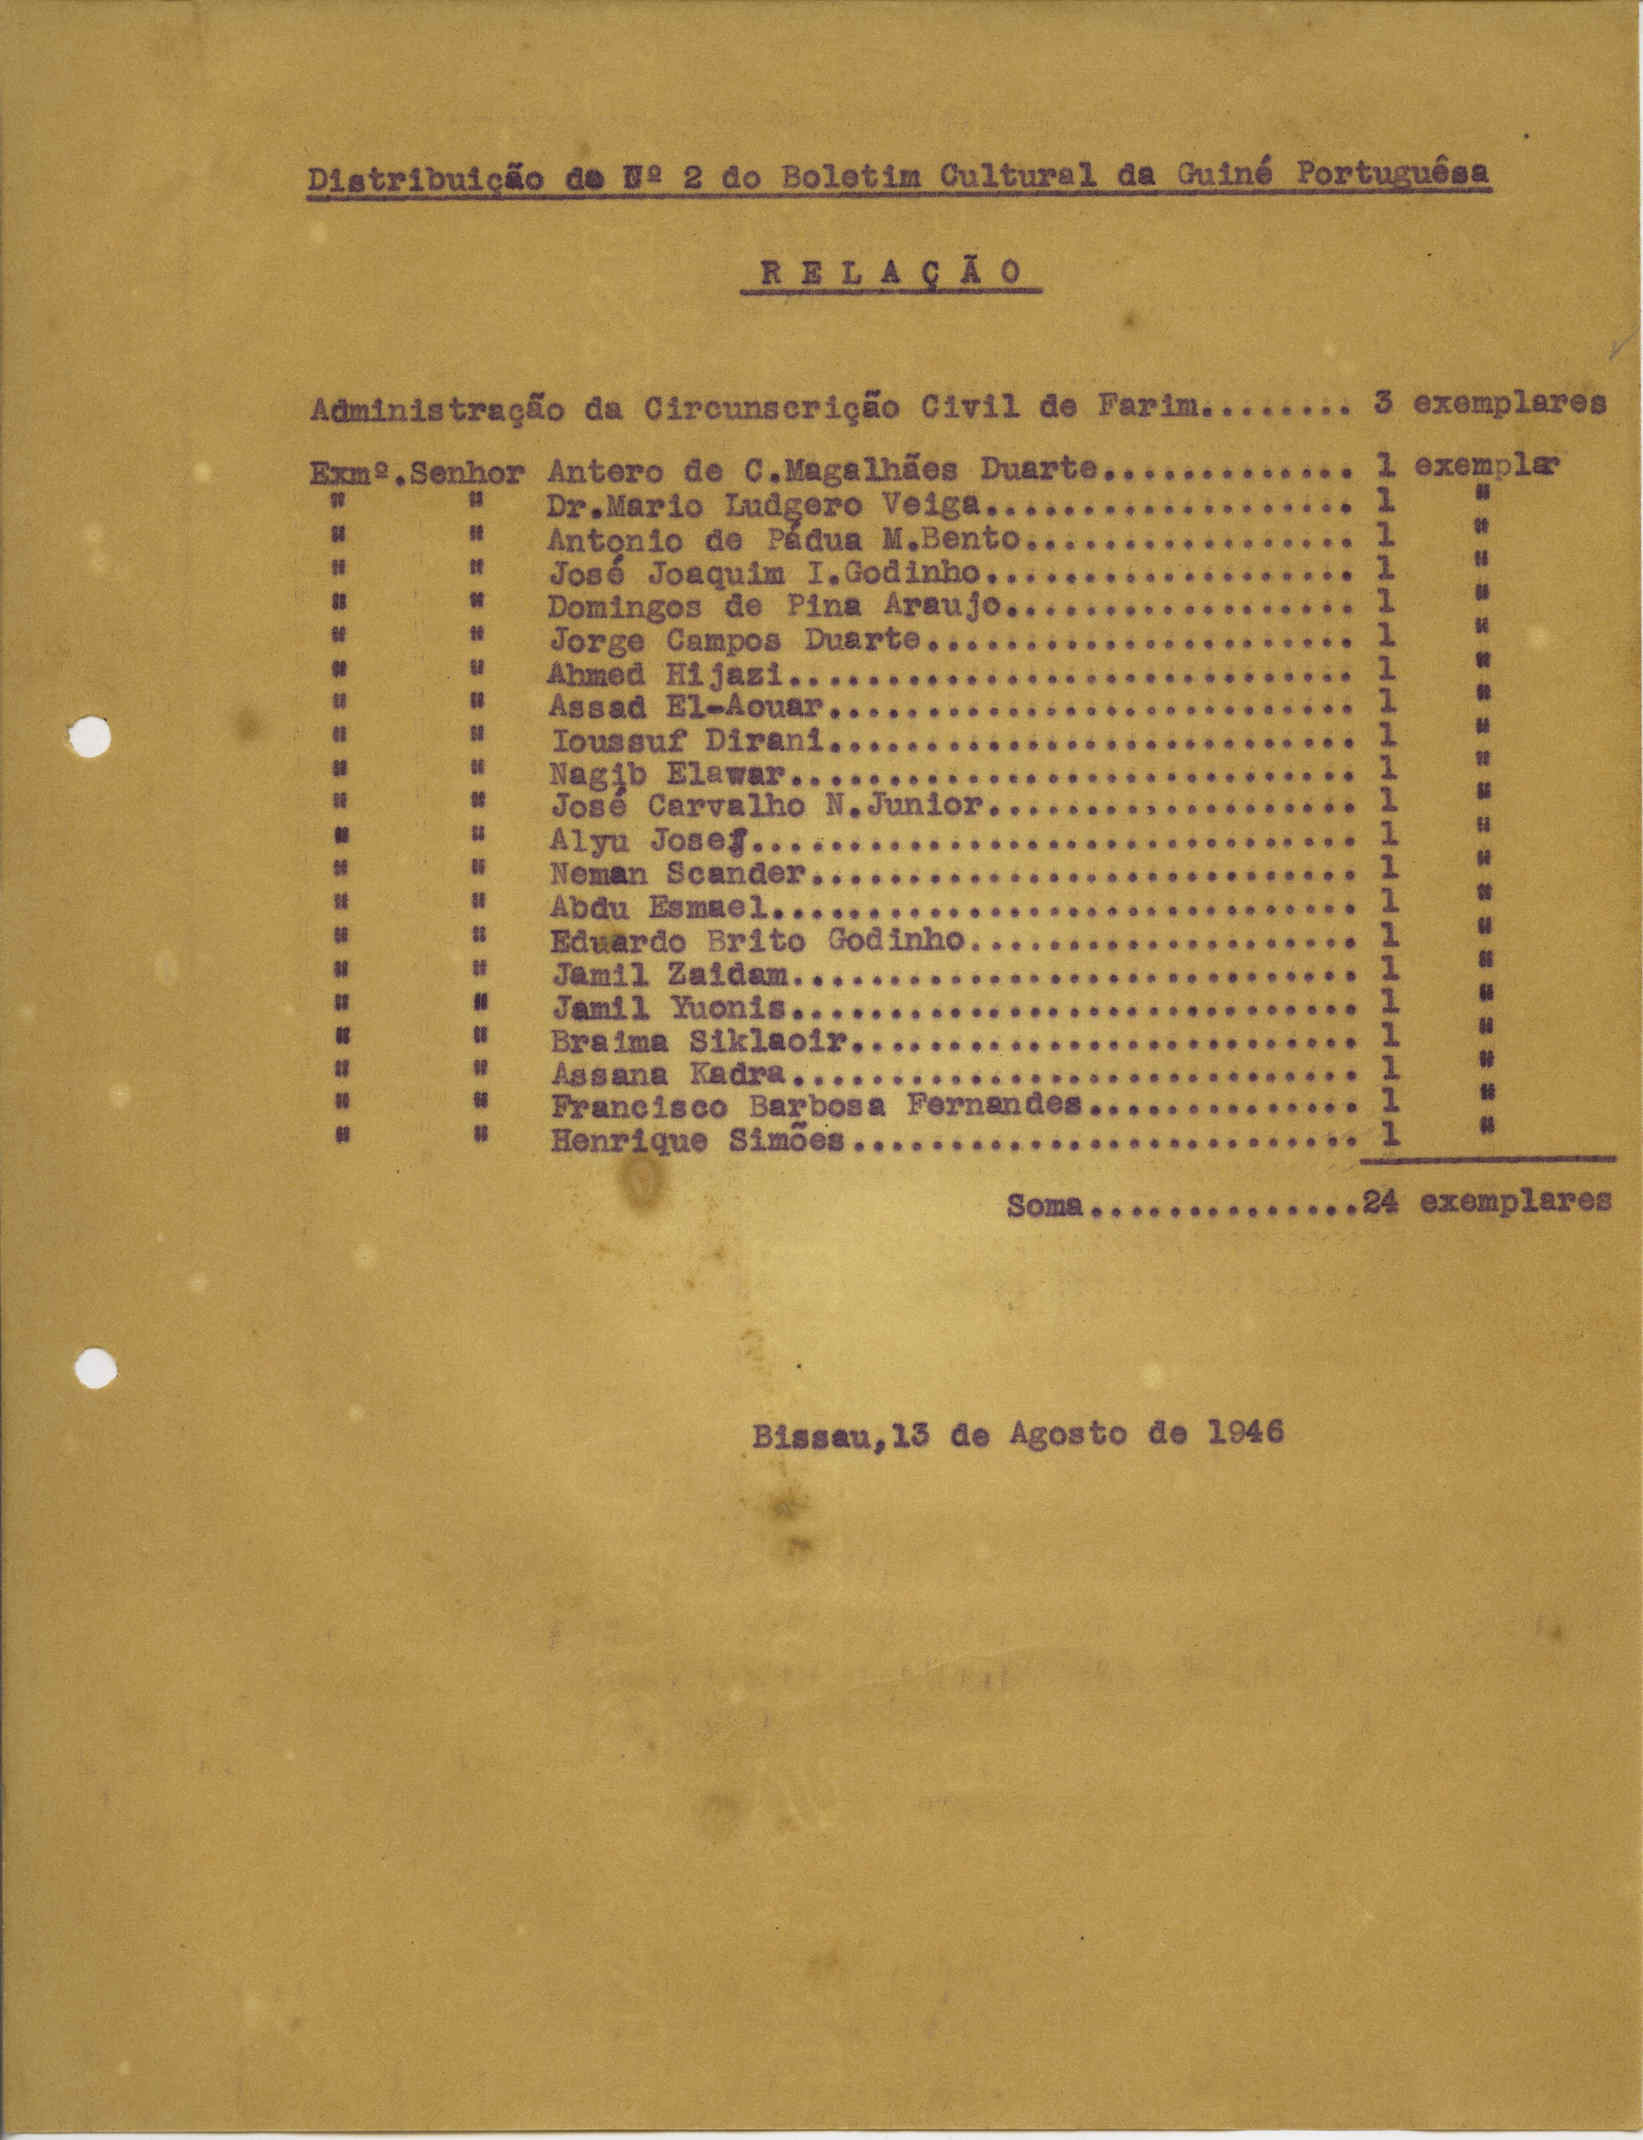 Distribuição do Nº 2 do Boletim Cultural da Guiné Portuguêsa
R E L A Ç Ã O
Administração da Circunscrição Civil de Farim........ 3 exemplares
Exmº.Senhor Antero de C.Magalhães Duarte............. 1 exemplar
" " Dr.Mario Ludgero Veiga................... 1 "
" " Antonio de Pádua M.Bento................. 1 "
" " José Joaquim I.Godinho................... 1 "
" " Domingos de Pina Araujo.................. 1 "
" " Jorge Campos Duarte...................... 1 "
" " Ahmed Hijazi............................. 1 "
" " Assad El-Aouar........................... 1 "
" " Ioussuf Dirani........................... 1 "
" " Nagib Elawar............................. 1 "
" " José Carvalho N.Junior................... 1 "
" " Alyu Josef............................... 1 "
" " Neman Scander............................ 1 "
" " Abdu Esmael.............................. 1 "
" " Eduardo Brito Godinho.................... 1 "
" " Jamil Zaidam............................. 1 "
" " Jamil Yuonis............................. 1 "
" " Braima Siklaoir.......................... 1 "
" " Assana Kadra............................. 1 "
" " Francisco Barbosa Fernandes.............. 1 "
" " Henrique Simões.......................... 1 "
Soma..............24 exemplares
Bissau,13 de Agosto de 1946